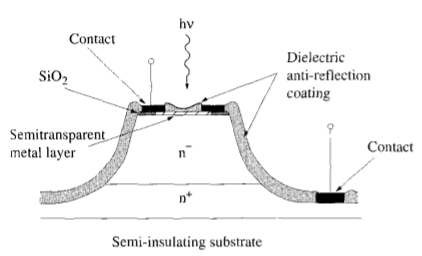 hν
Contact
SiO₂
Dielectric
anti-reflection
coating
Semitransparent
metal layer
n⁻
Contact
n⁺
Semi-insulating substrate